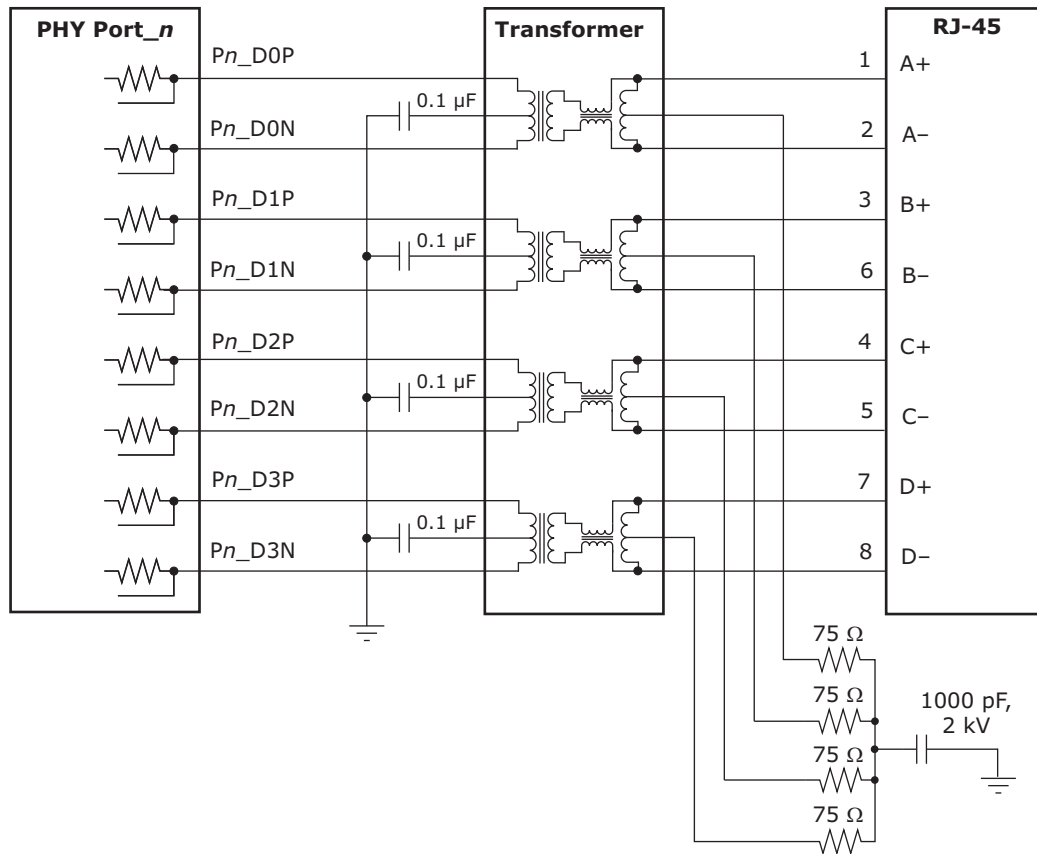 PHY Port_n
Transformer
RJ-45
Pn_D0P
1 A+
0.1 µF
Pn_D0N
2 A−
Pn_D1P
3 B+
0.1 µF
Pn_D1N
6 B−
Pn_D2P
4 C+
0.1 µF
Pn_D2N
5 C−
Pn_D3P
7 D+
0.1 µF
Pn_D3N
8 D−
75 Ω
75 Ω
1000 pF,
2 kV
75 Ω
75 Ω